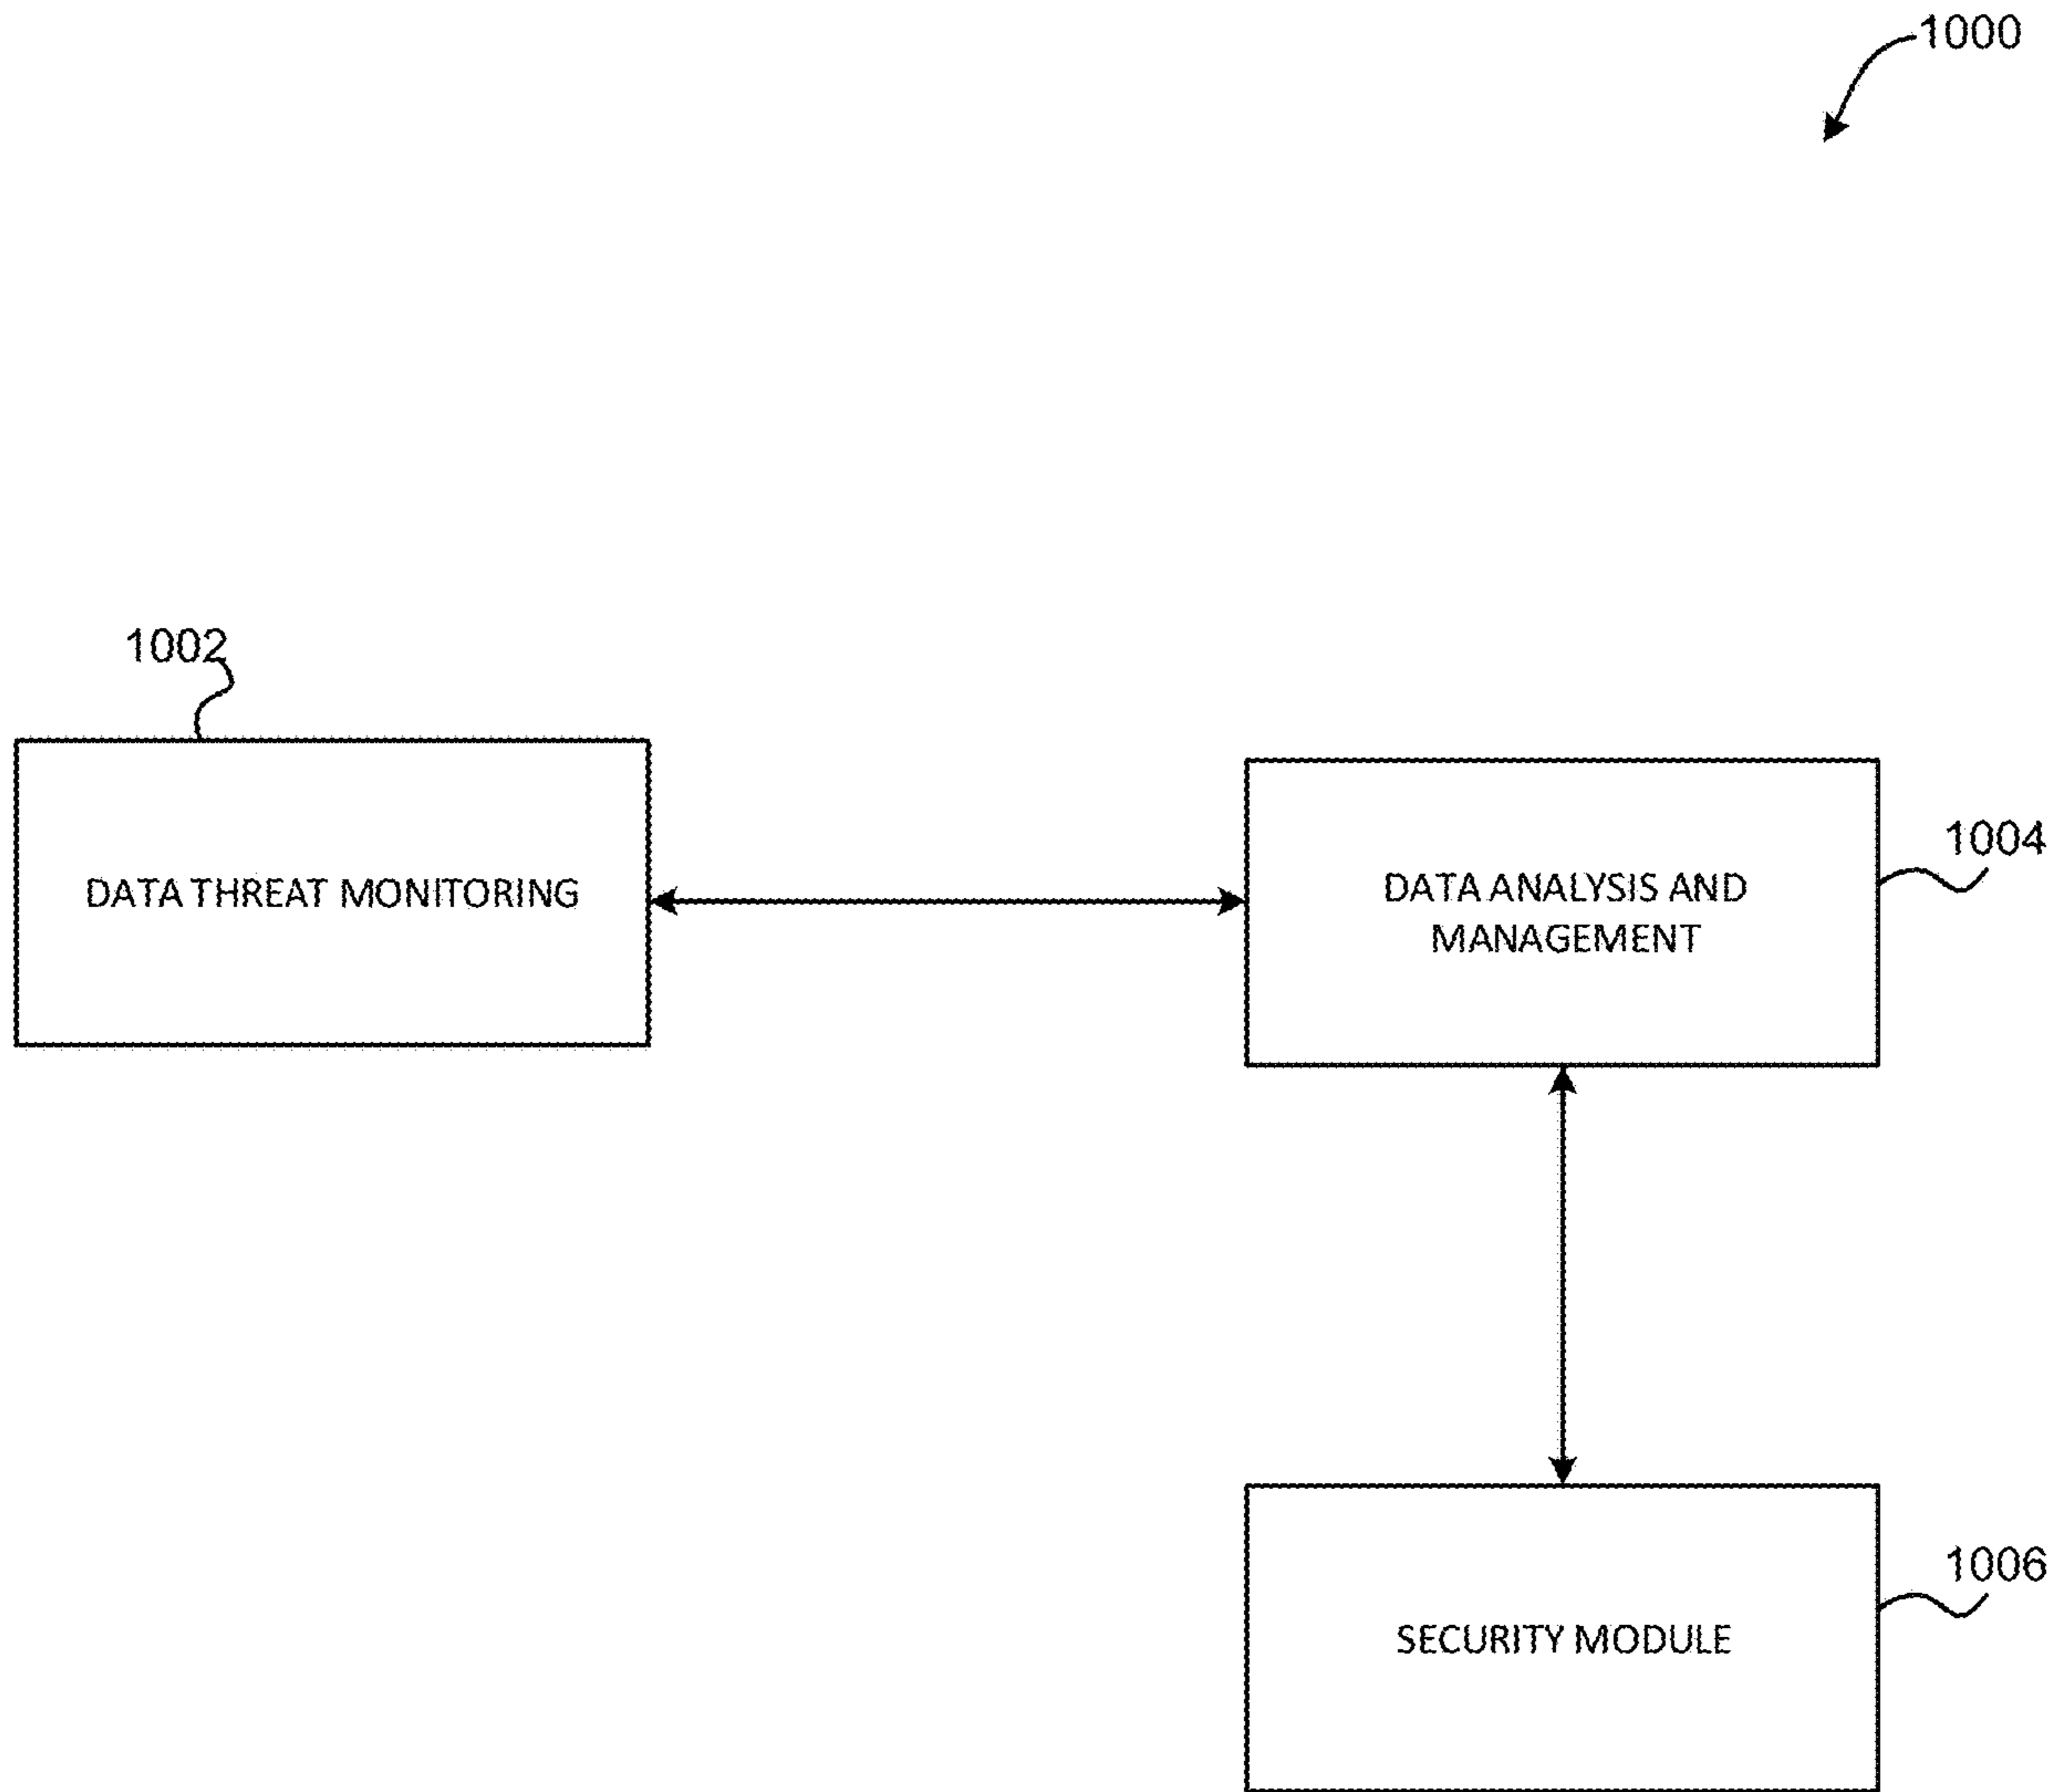 1000
1002
DATA THREAT MONITORING
1004
DATA ANALYSIS AND
MANAGEMENT
1006
SECURITY MODULE